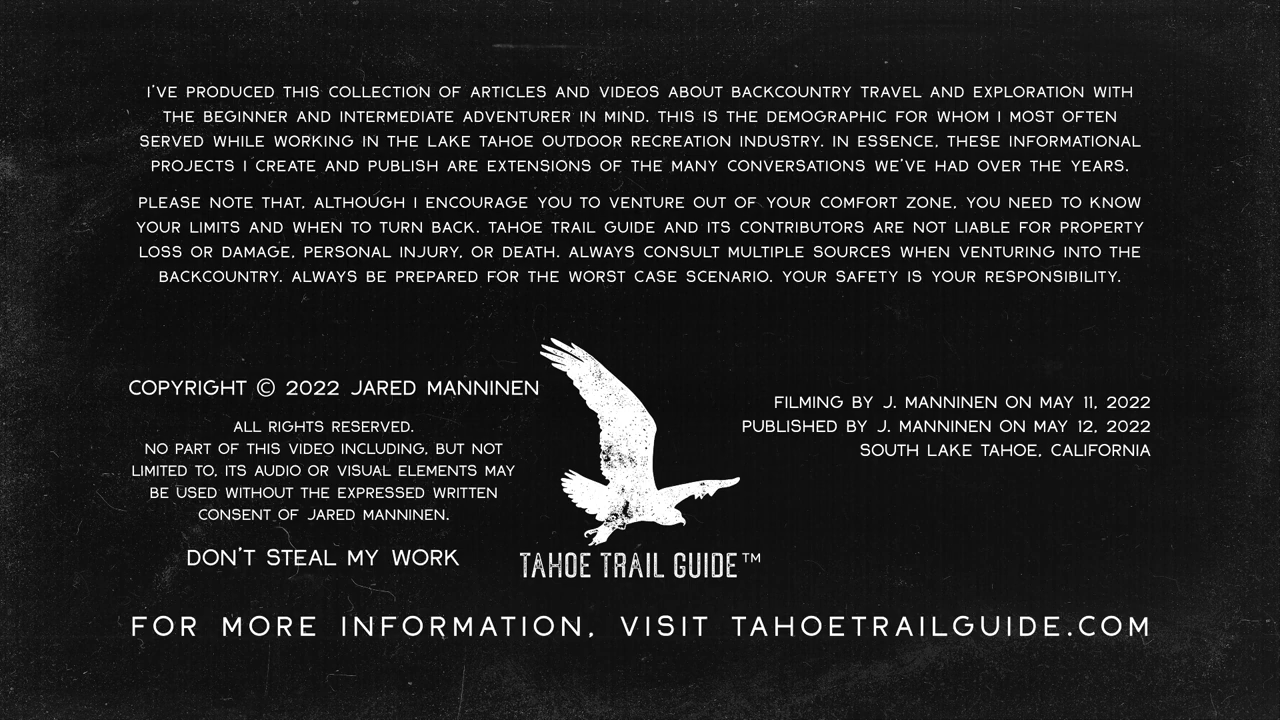 I'VE PRODUCED THIS COLLECTION OF ARTICLES AND VIDEOS ABOUT BACKCOUNTRY TRAVEL AND EXPLORATION WITH
THE BEGINNER AND INTERMEDIATE ADVENTURER IN MIND. THIS IS THE DEMOGRAPHIC FOR WHOM I MOST OFTEN
SERVED WHILE WORKING IN THE LAKE TAHOE OUTDOOR RECREATION INDUSTRY. IN ESSENCE, THESE INFORMATIONAL
PROJECTS I CREATE AND PUBLISH ARE EXTENSIONS OF THE MANY CONVERSATIONS WE'VE HAD OVER THE YEARS.
PLEASE NOTE THAT, ALTHOUGH I ENCOURAGE YOU TO VENTURE OUT OF YOUR COMFORT ZONE, YOU NEED TO KNOW
YOUR LIMITS AND WHEN TO TURN BACK. TAHOE TRAIL GUIDE AND ITS CONTRIBUTORS ARE NOT LIABLE FOR PROPERTY
LOSS OR DAMAGE, PERSONAL INJURY, OR DEATH. ALWAYS CONSULT MULTIPLE SOURCES WHEN VENTURING INTO THE
BACKCOUNTRY. ALWAYS BE PREPARED FOR THE WORST CASE SCENARIO. YOUR SAFETY IS YOUR RESPONSIBILITY.
COPYRIGHT © 2022 JARED MANNINEN
ALL RIGHTS RESERVED.
NO PART OF THIS VIDEO INCLUDING, BUT NOT
LIMITED TO, ITS AUDIO OR VISUAL ELEMENTS MAY
BE USED WITHOUT THE EXPRESSED WRITTEN
CONSENT OF JARED MANNINEN.
DON'T STEAL MY WORK
TAHOE TRAIL GUIDE™
FILMING BY J. MANNINEN ON MAY 11, 2022
PUBLISHED BY J. MANNINEN ON MAY 12, 2022
SOUTH LAKE TAHOE, CALIFORNIA
FOR MORE INFORMATION, VISIT TAHOETRAILGUIDE.COM